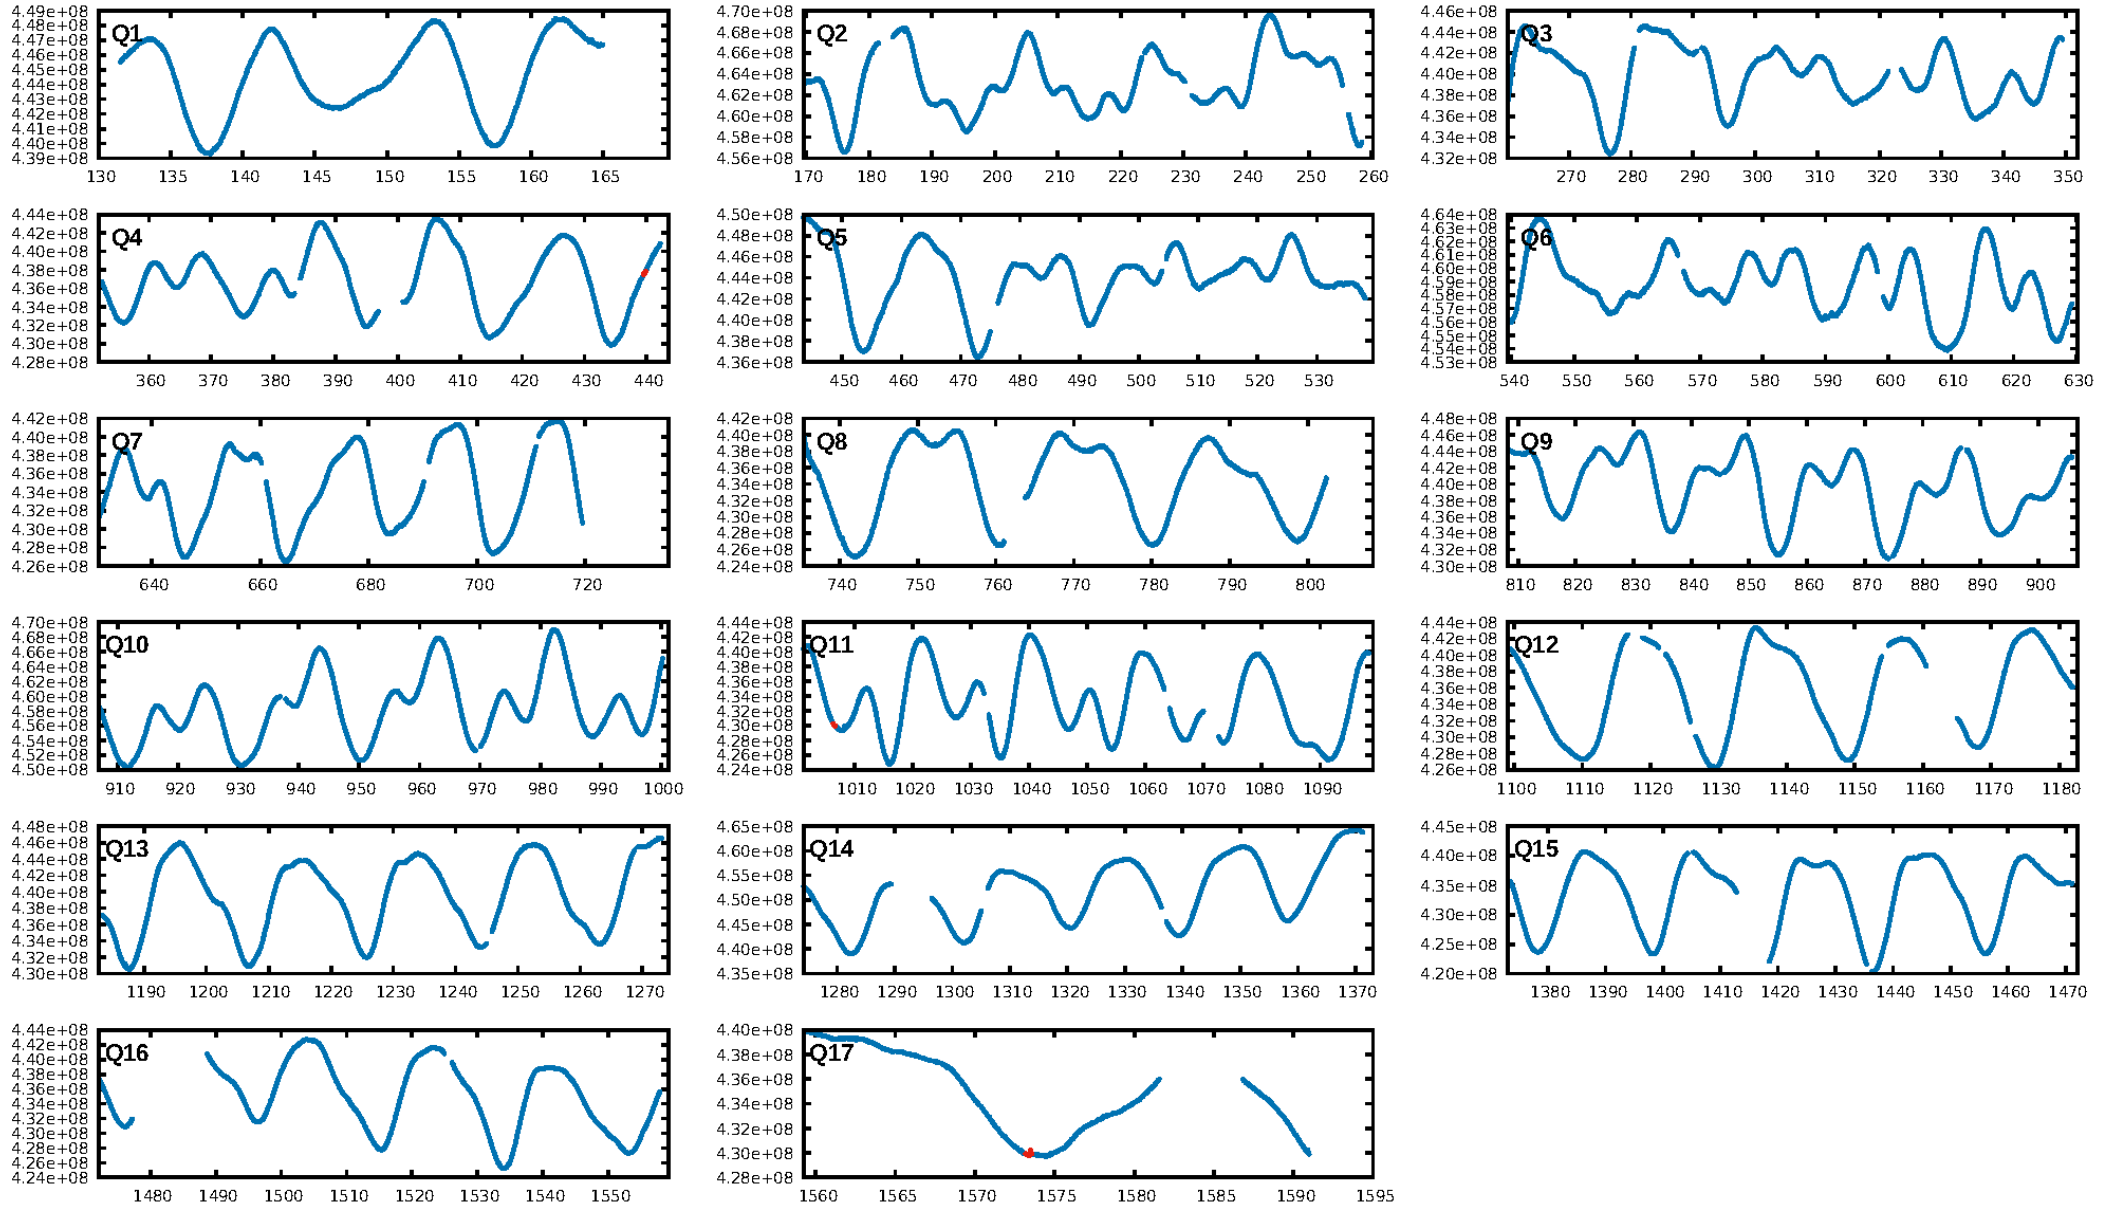 4.49e+08
4.48e+08
4.47e+08
4.46e+08
4.45e+08
4.44e+08
4.43e+08
4.42e+08
4.41e+08
4.40e+08
4.39e+08
Q1
130 135 140 145 150 155 160 165
4.70e+08
4.68e+08
4.66e+08
4.64e+08
4.62e+08
4.60e+08
4.58e+08
4.56e+08
Q2
170 180 190 200 210 220 230 240 250 260
4.46e+08
4.44e+08
4.42e+08
4.40e+08
4.38e+08
4.36e+08
4.34e+08
4.32e+08
Q3
270 280 290 300 310 320 330 340 350
4.44e+08
4.42e+08
4.40e+08
4.38e+08
4.36e+08
4.34e+08
4.32e+08
4.30e+08
4.28e+08
Q4
360 370 380 390 400 410 420 430 440
4.50e+08
4.48e+08
4.46e+08
4.44e+08
4.42e+08
4.40e+08
4.38e+08
4.36e+08
Q5
450 460 470 480 490 500 510 520 530
4.64e+08
4.63e+08
4.62e+08
4.61e+08
4.60e+08
4.59e+08
4.58e+08
4.57e+08
4.56e+08
4.55e+08
4.54e+08
4.53e+08
Q6
540 550 560 570 580 590 600 610 620 630
4.42e+08
4.40e+08
4.38e+08
4.36e+08
4.34e+08
4.32e+08
4.30e+08
4.28e+08
4.26e+08
Q7
640 660 680 700 720
4.42e+08
4.40e+08
4.38e+08
4.36e+08
4.34e+08
4.32e+08
4.30e+08
4.28e+08
4.26e+08
4.24e+08
Q8
740 750 760 770 780 790 800
4.48e+08
4.46e+08
4.44e+08
4.42e+08
4.40e+08
4.38e+08
4.36e+08
4.34e+08
4.32e+08
4.30e+08
Q9
810 820 830 840 850 860 870 880 890 900
4.70e+08
4.68e+08
4.66e+08
4.64e+08
4.62e+08
4.60e+08
4.58e+08
4.56e+08
4.54e+08
4.52e+08
4.50e+08
Q10
910 920 930 940 950 960 970 980 990 1000
4.44e+08
4.42e+08
4.40e+08
4.38e+08
4.36e+08
4.34e+08
4.32e+08
4.30e+08
4.28e+08
4.26e+08
4.24e+08
Q11
1010 1020 1030 1040 1050 1060 1070 1080 1090
4.44e+08
4.42e+08
4.40e+08
4.38e+08
4.36e+08
4.34e+08
4.32e+08
4.30e+08
4.28e+08
4.26e+08
Q12
1100 1110 1120 1130 1140 1150 1160 1170 1180
4.48e+08
4.46e+08
4.44e+08
4.42e+08
4.40e+08
4.38e+08
4.36e+08
4.34e+08
4.32e+08
4.30e+08
Q13
1190 1200 1210 1220 1230 1240 1250 1260 1270
4.65e+08
4.60e+08
4.55e+08
4.50e+08
4.45e+08
4.40e+08
4.35e+08
Q14
1280 1290 1300 1310 1320 1330 1340 1350 1360 1370
4.45e+08
4.40e+08
4.35e+08
4.30e+08
4.25e+08
4.20e+08
Q15
1380 1390 1400 1410 1420 1430 1440 1450 1460 1470
4.44e+08
4.42e+08
4.40e+08
4.38e+08
4.36e+08
4.34e+08
4.32e+08
4.30e+08
4.28e+08
4.26e+08
4.24e+08
Q16
1480 1490 1500 1510 1520 1530 1540 1550
4.40e+08
4.38e+08
4.36e+08
4.34e+08
4.32e+08
4.30e+08
4.28e+08
Q17
1560 1565 1570 1575 1580 1585 1590 1595